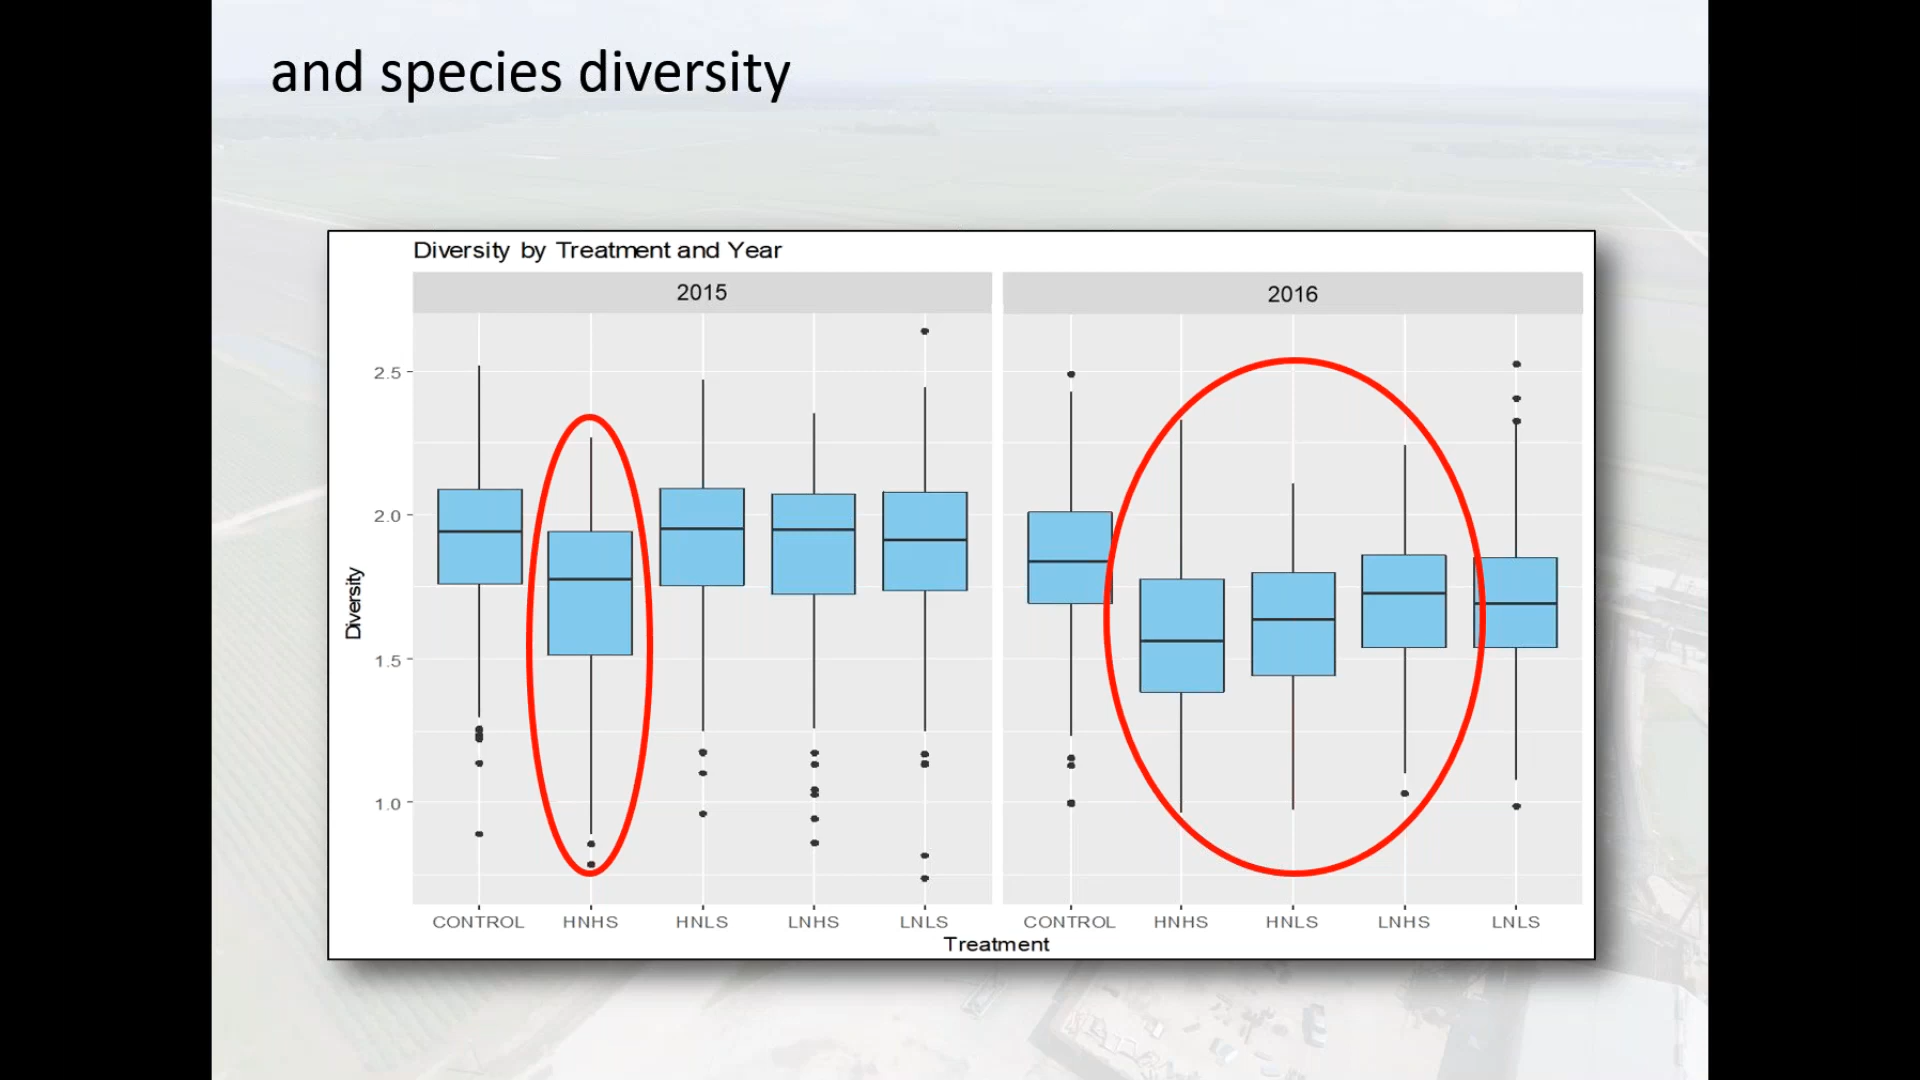 and species diversity
Diversity by Treatment and Year
2015
2016
2.5
2.0
1.5
1.0
Diversity
CONTROL HNHS HNLS LNHS LNLS
CONTROL HNHS HNLS LNHS LNLS
Treatment